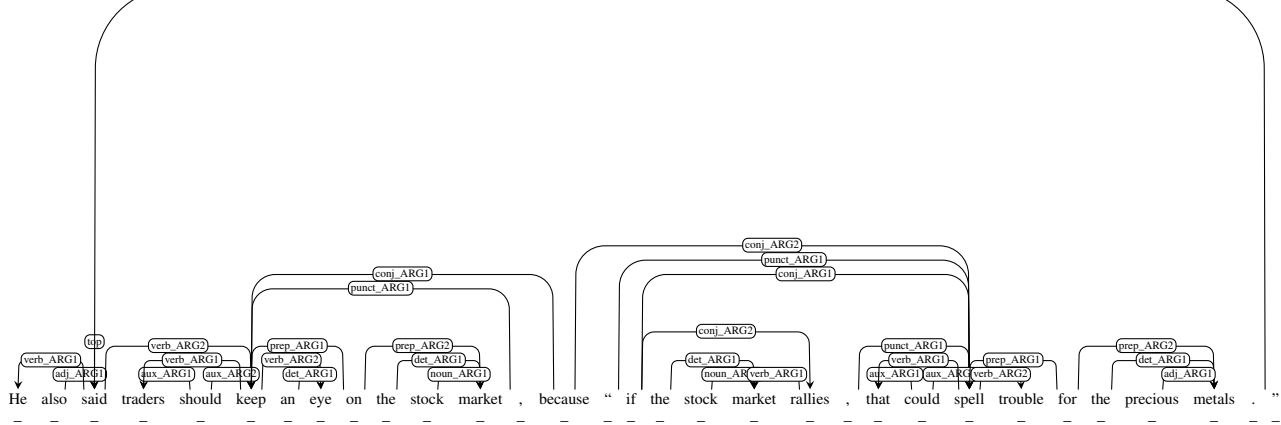 conj_ARG2
punct_ARG1
conj_ARG1 conj_ARG1
punct_ARG1
conj_ARG2
top verb_ARG2 prep_ARG1 prep_ARG2 punct_ARG1 prep_ARG2
verb_ARG1 verb_ARG1 verb_ARG2 det_ARG1 det_ARG1 verb_ARG1 prep_ARG1 det_ARG1
adj_ARG1 aux_ARG1 aux_ARG2 det_ARG1 noun_ARG1 noun_AR verb_ARG1 aux_ARG1 aux_ARG verb_ARG2 adj_ARG1
He also said traders should keep an eye on the stock market , because “ if the stock market rallies , that could spell trouble for the precious metals . ”
_ _ _ _ _ _ _ _ _ _ _ _ _ _ _ _ _ _ _ _ _ _ _ _ _ _ _ _ _ _ _